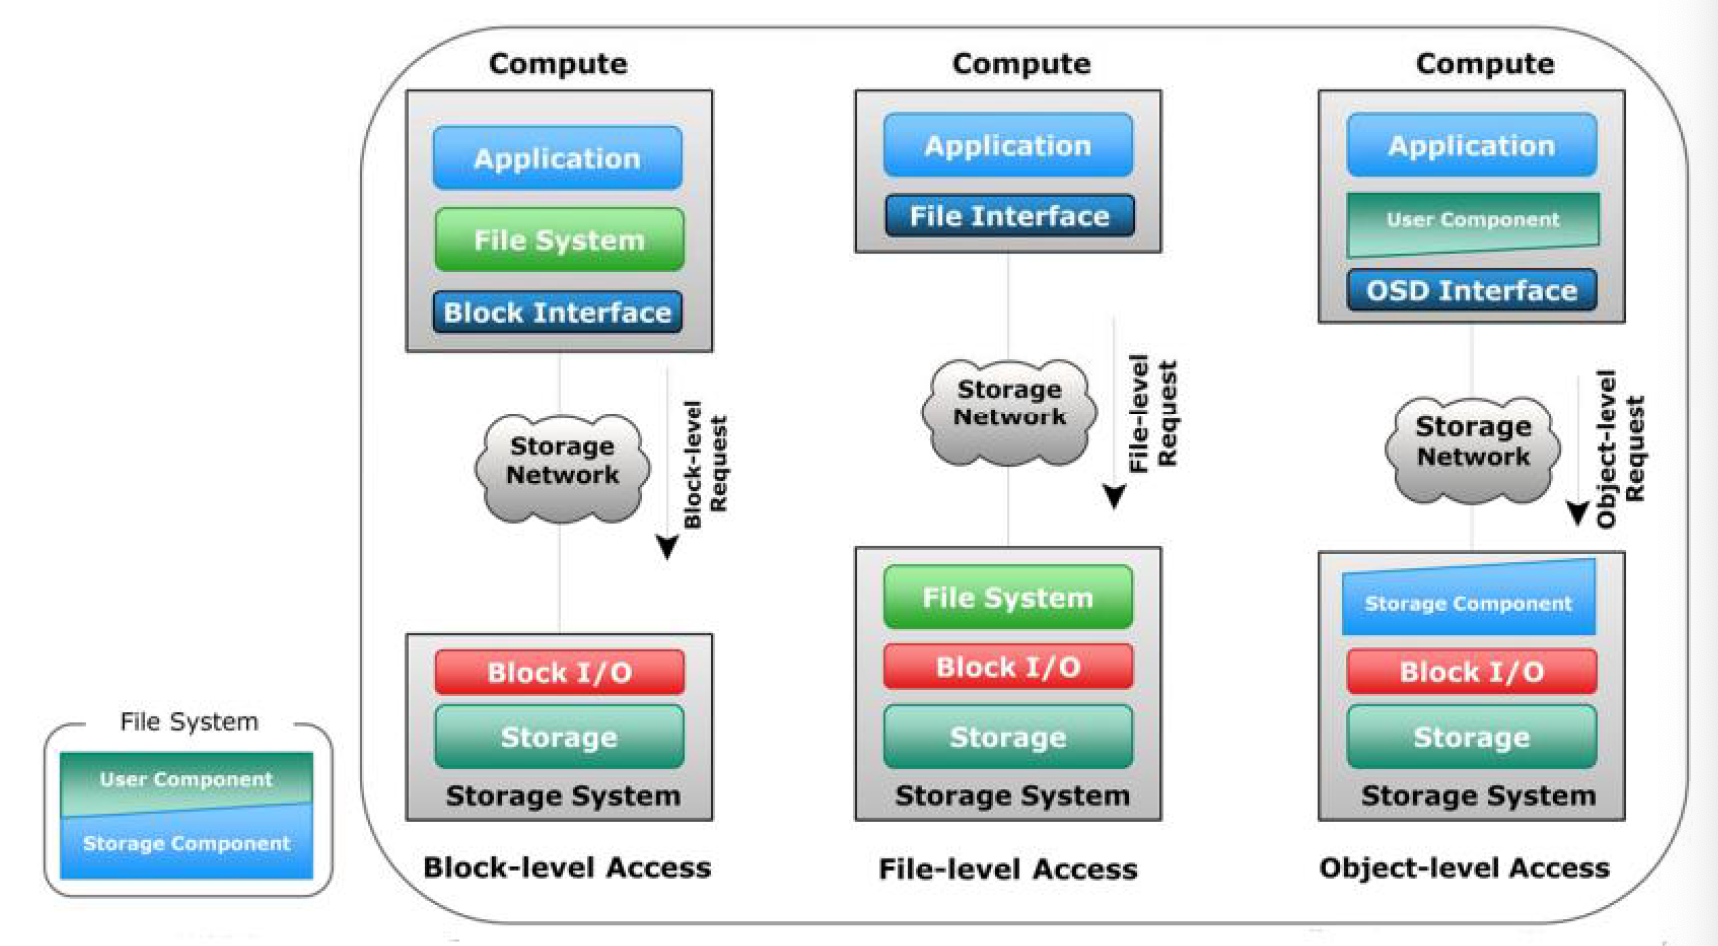 Compute
Application
File System
Block Interface
Storage
Network
Block-level
Request
Block I/O
Storage
Storage System
Block-level Access
Compute
Application
File Interface
Storage
Network
File-level
Request
File System
Block I/O
Storage
Storage System
File-level Access
Compute
Application
User Component
OSD Interface
Storage
Network
Object-level
Request
Storage Component
Block I/O
Storage
Storage System
Object-level Access
File System
User Component
Storage Component